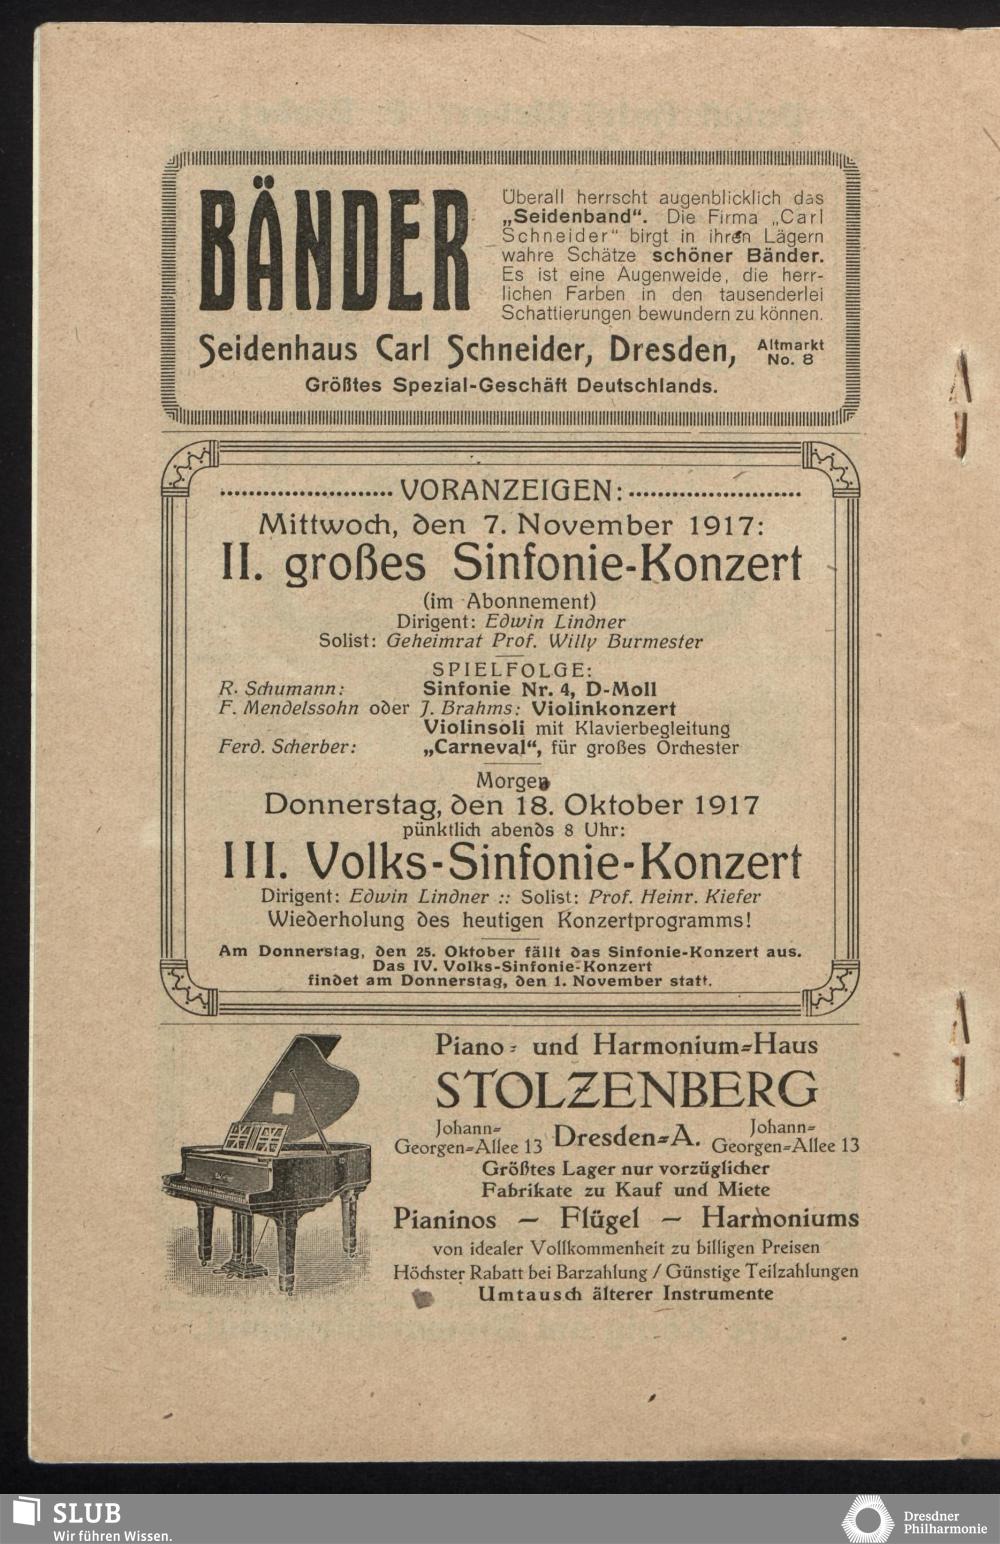 BÄNDER
Überall herrscht augenblicklich das
„Seidenband“. Die Firma „Carl
Schneider“ birgt in ihren Lägern
wahre Schätze schöner Bänder.
Es ist eine Augenweide, die herr-
lichen Farben in den tausenderlei
Schattierungen bewundern zu können.
Seidenhaus Carl Schneider, Dresden, Altmarkt No. 8
Größtes Spezial-Geschäft Deutschlands.
VORANZEIGEN:
Mittwoch, den 7. November 1917:
II. großes Sinfonie-Konzert
(im Abonnement)
Dirigent: Edwin Lindner
Solist: Geheimrat Prof. Willy Burmester
SPIELFOLGE:
R. Schumann: Sinfonie Nr. 4, D-Moll
F. Mendelssohn oder J. Brahms: Violinkonzert
Violinsoli mit Klavierbegleitung
Ferd. Scherber: „Carneval“, für großes Orchester
Morgen
Donnerstag, den 18. Oktober 1917
pünktlich abends 8 Uhr:
III. Volks-Sinfonie-Konzert
Dirigent: Edwin Lindner :: Solist: Prof. Heinr. Kiefer
Wiederholung des heutigen Konzertprogramms!
Am Donnerstag, den 25. Oktober fällt das Sinfonie-Konzert aus.
Das IV. Volks-Sinfonie-Konzert
findet am Donnerstag, den 1. November statt.
Piano- und Harmonium-Haus
STOLZENBERG
Johann-Georgen-Allee 13 Dresden-A. Johann-Georgen-Allee 13
Größtes Lager nur vorzüglicher
Fabrikate zu Kauf und Miete
Pianinos — Flügel — Harmoniums
von idealer Vollkommenheit zu billigen Preisen
Höchster Rabatt bei Barzahlung / Günstige Teilzahlungen
Umtausch älterer Instrumente
SLUB
Wir führen Wissen.
Dresdner
Philharmonie